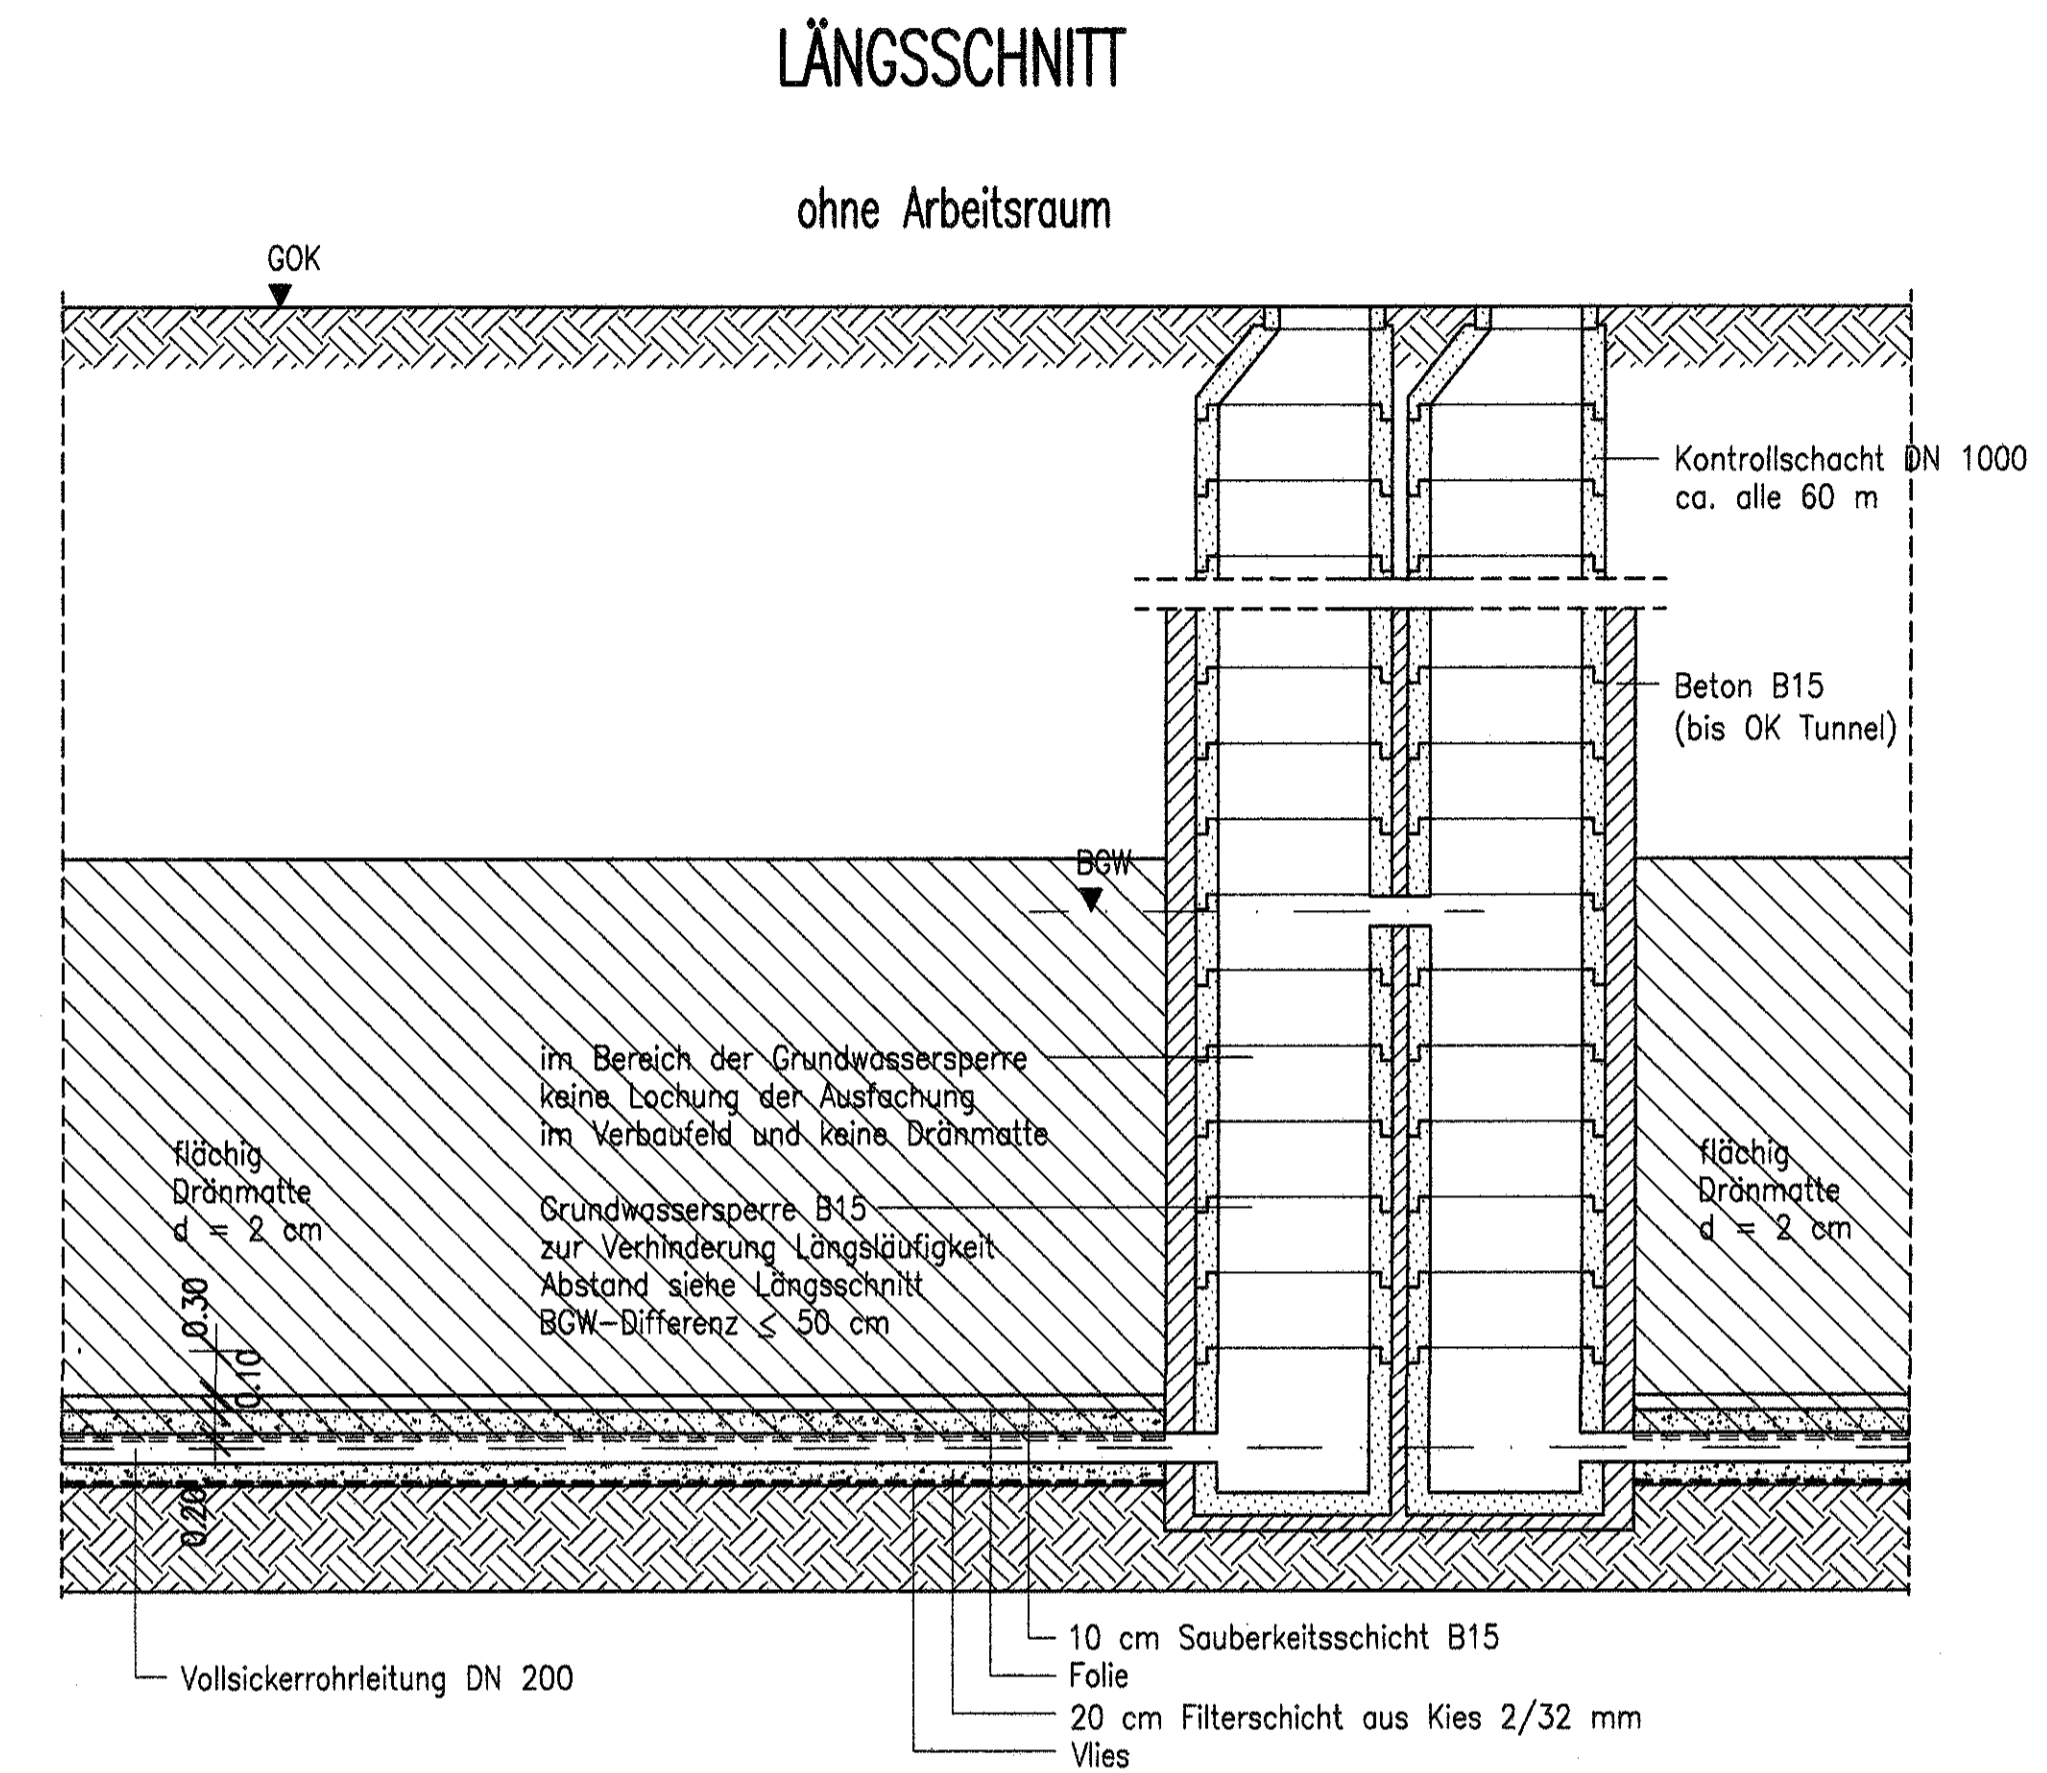 LÄNGSSCHNITT
ohne Arbeitsraum
GOK
Kontrollschacht DN 1000
ca. alle 60 m
Beton B15
(bis OK Tunnel)
BGW
im Bereich der Grundwassersperre
keine Lochung der Ausfachung
im Verbaufeld und keine Dränmatte
flächig
Dränmatte
d = 2 cm
Grundwassersperre B15
zur Verhinderung Längsläufigkeit
Abstand siehe Längsschnitt
BGW-Differenz ≤ 50 cm
flächig
Dränmatte
d = 2 cm
0.30
0.10
0.20
10 cm Sauberkeitsschicht B15
Folie
Vollsickerrohrleitung DN 200
20 cm Filterschicht aus Kies 2/32 mm
Vlies